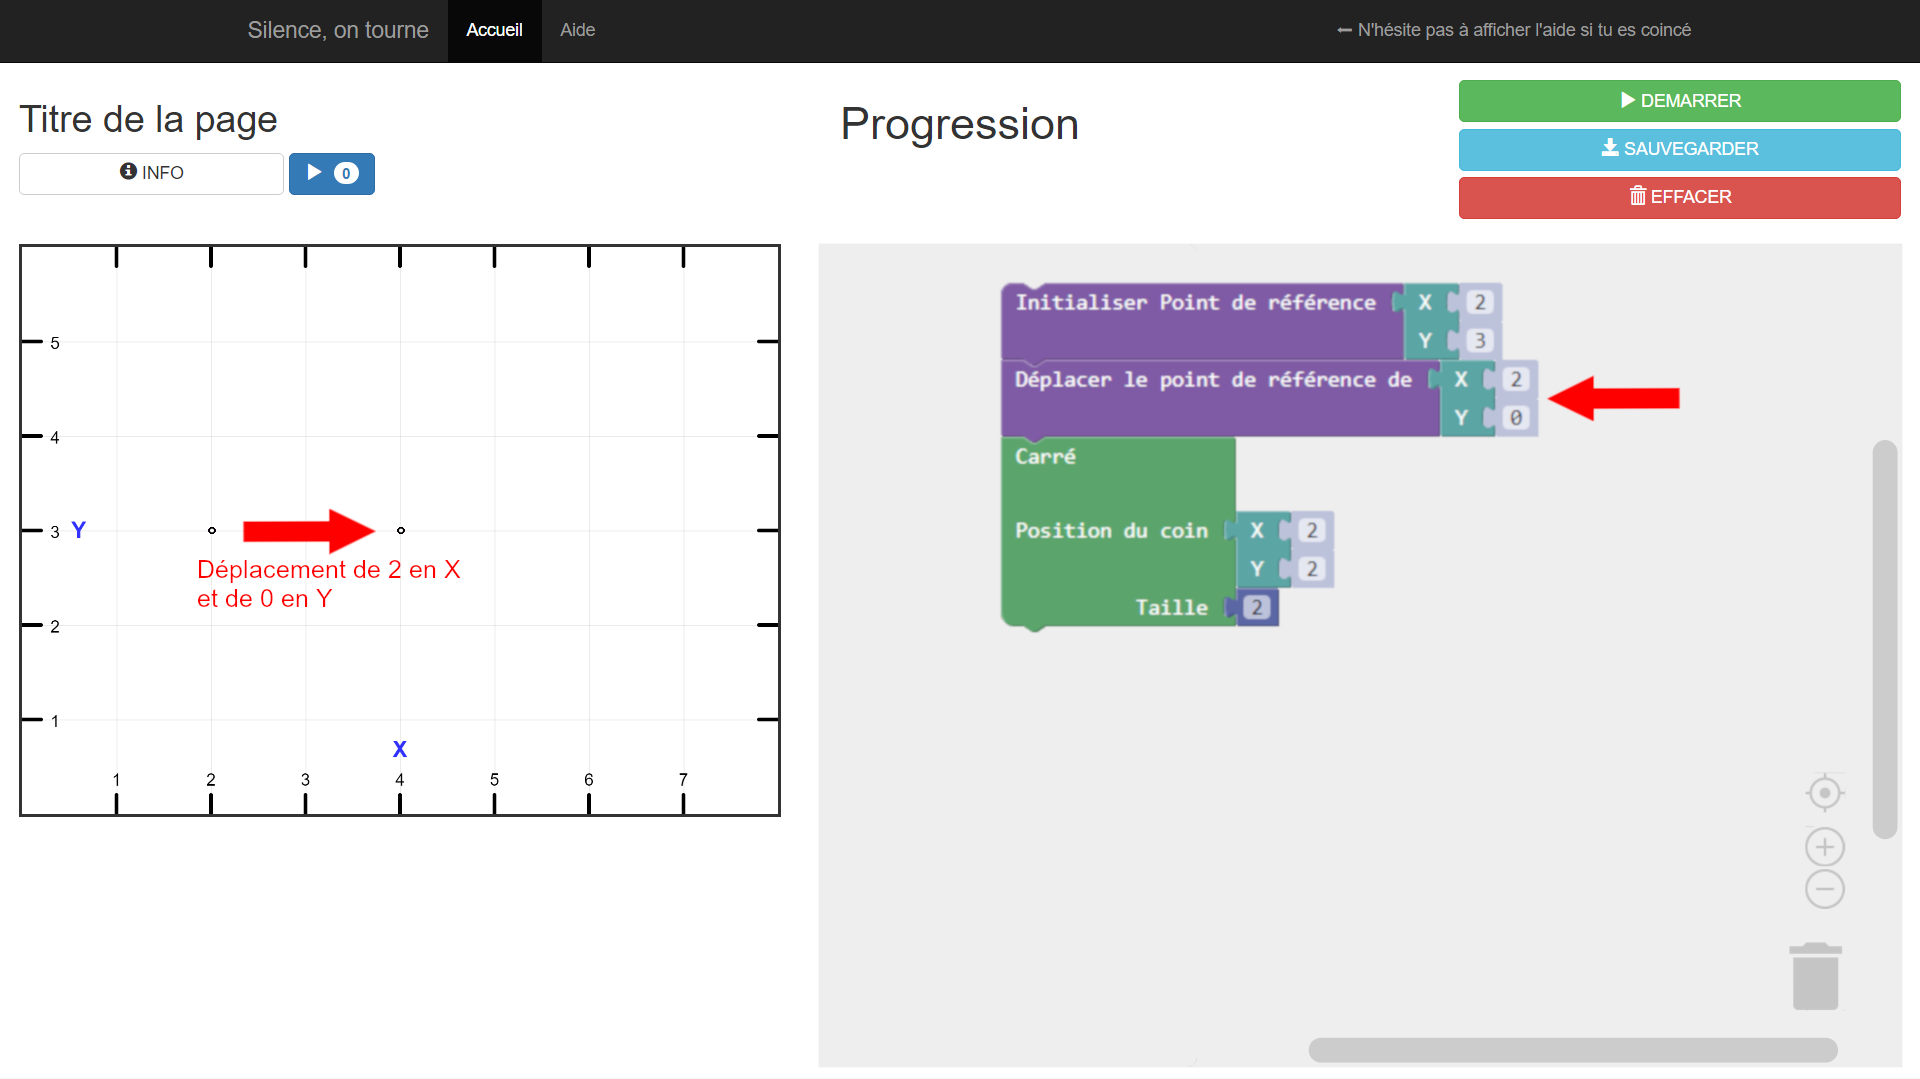 Silence, on tourne
Accueil
Aide
N'hésite pas à afficher l'aide si tu es coincé
Titre de la page
INFO
0
Progression
DEMARRER
SAUVEGARDER
EFFACER
5
4
3 Y
2
1
Déplacement de 2 en X
et de 0 en Y
X
1 2 3 4 5 6 7
Initialiser Point de référence X 2
Y 3
Déplacer le point de référence de X 2
Y 0
Carré
Position du coin X 2
Y 2
Taille 2